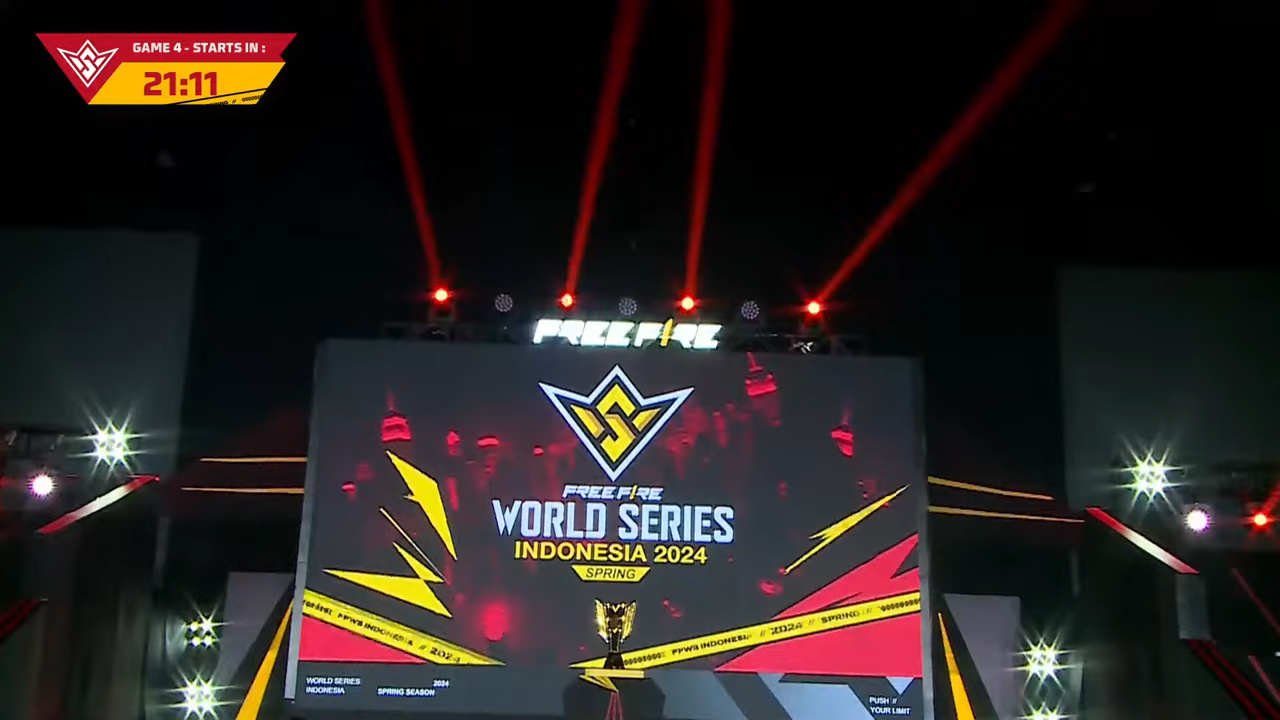 GAME 4 - STARTS IN :
21:11
FREE FIRE
FREE FIRE
WORLD SERIES
INDONESIA 2024
SPRING
FFWS INDONESIA // 2024
FFWS INDONESIA // 2024 // SPRING //
WORLD SERIES
INDONESIA
2024
SPRING SEASON
PUSH //
YOUR LIMIT